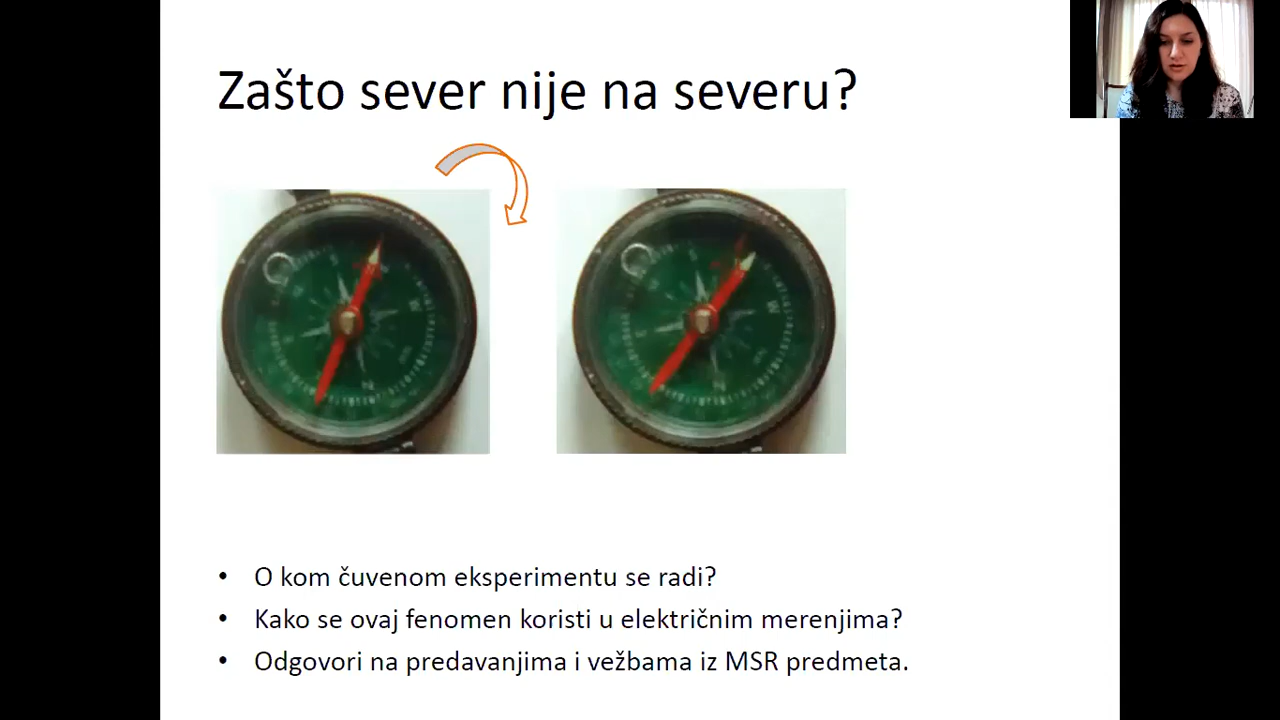 Zašto sever nije na severu?
• O kom čuvenom eksperimentu se radi?
• Kako se ovaj fenomen koristi u električnim merenjima?
• Odgovori na predavanjima i vežbama iz MSR predmeta.